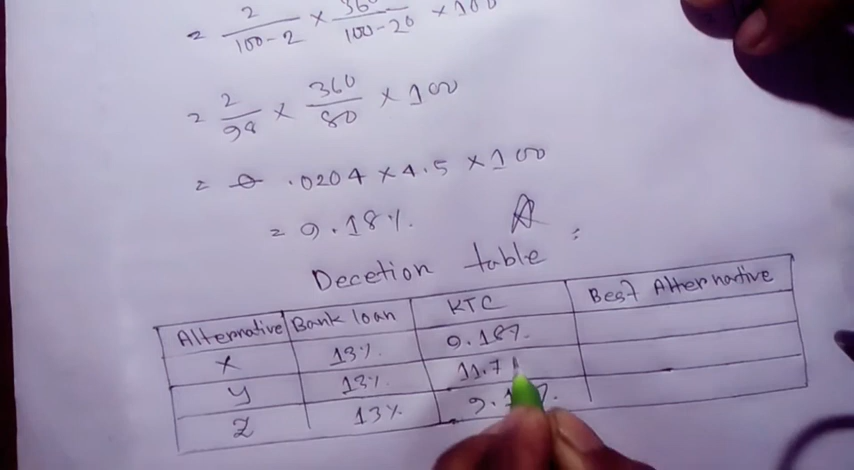 = 2/100-2 × 360/100-20 × 100
= 2/98 × 360/80 × 100
= .0204 × 4.5 × 100
= 9.18%.
Decetion table :
Alternative Bank loan KTC Best Alternative
X 13% 9.18%
y 13% 11.7
Z 13%